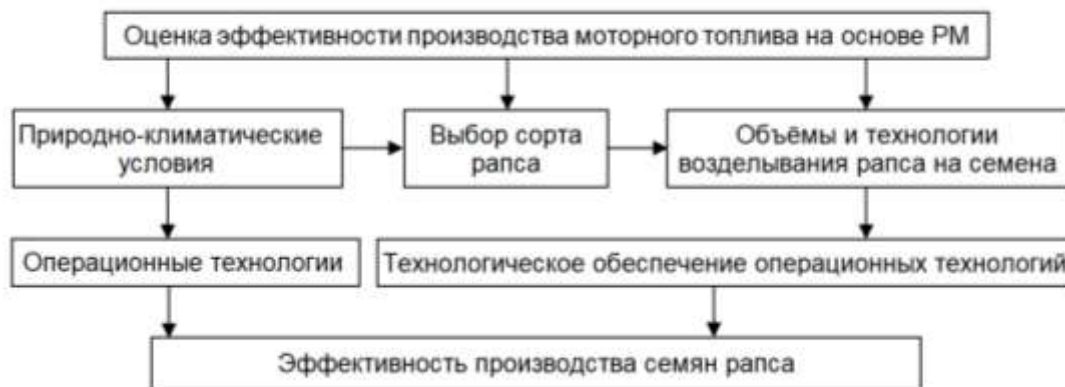 Оценка эффективности производства моторного топлива на основе РМ
Природно-климатические
условия
Выбор сорта
рапса
Объёмы и технологии
возделывания рапса на семена
Операционные технологии
Технологическое обеспечение операционных технологий
Эффективность производства семян рапса